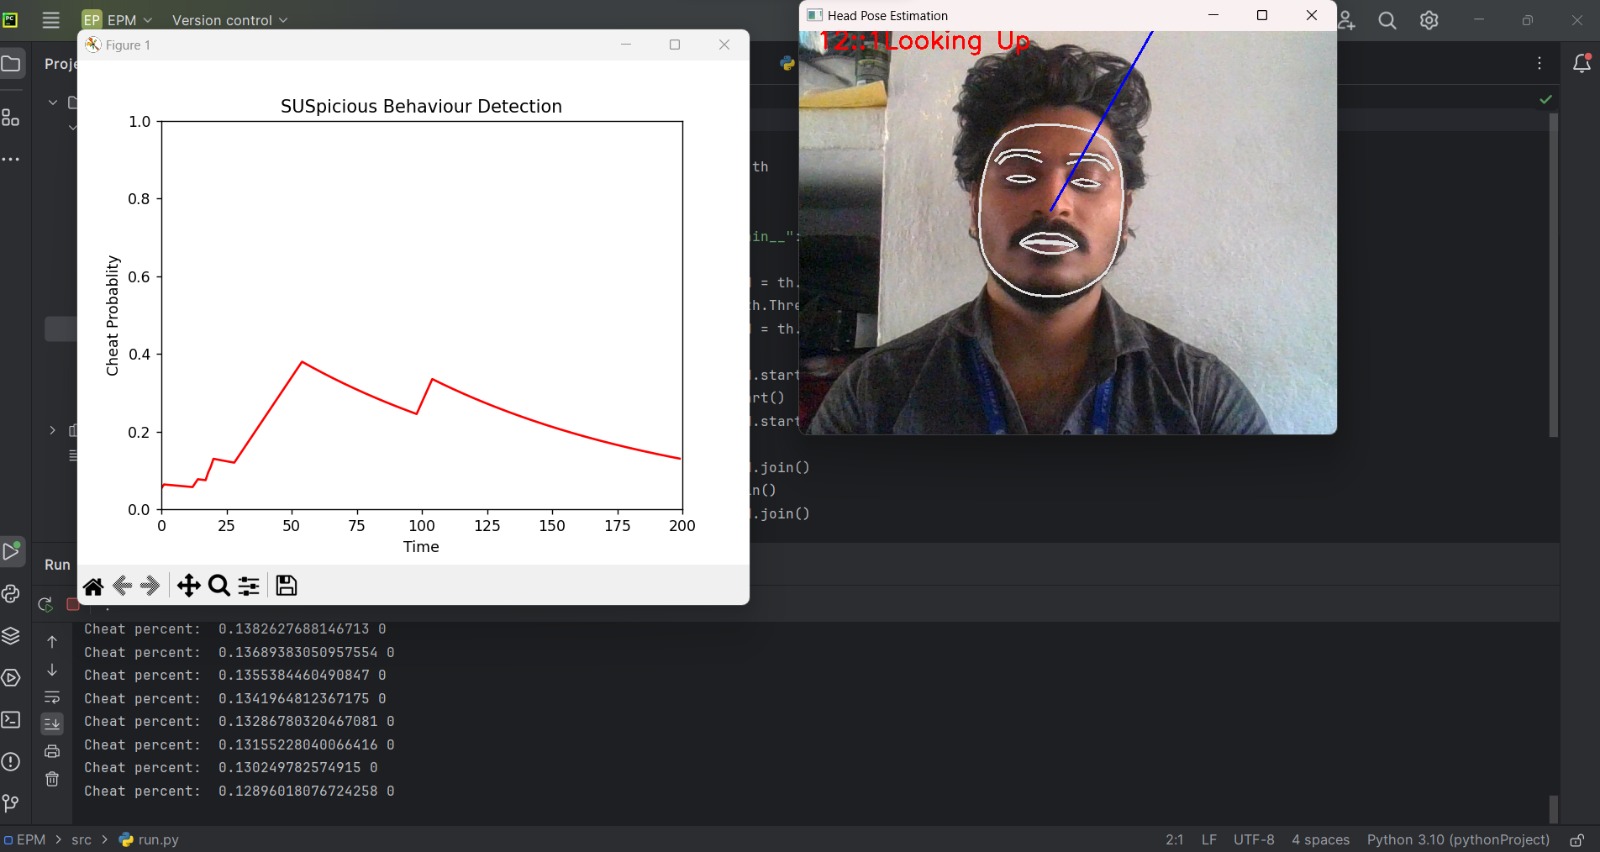 EP EPM Version control
Proje
Figure 1
SUSpicious Behaviour Detection
1.0
0.8
0.6
0.4
0.2
0.0
Cheat Probablity
0 25 50 75 100 125 150 175 200
Time
Head Pose Estimation
12::1Looking Up
th
in__":
= th.
th.Thre
= th.
.start
rt()
.start
.join()
in()
.join()
Run
Cheat percent: 0.1382627688146713 0
Cheat percent: 0.13689383050957554 0
Cheat percent: 0.1355384460490847 0
Cheat percent: 0.1341964812367175 0
Cheat percent: 0.13286780320467081 0
Cheat percent: 0.13155228040066416 0
Cheat percent: 0.130249782574915 0
Cheat percent: 0.12896018076724258 0
EPM > src > run.py
2:1 LF UTF-8 4 spaces Python 3.10 (pythonProject)